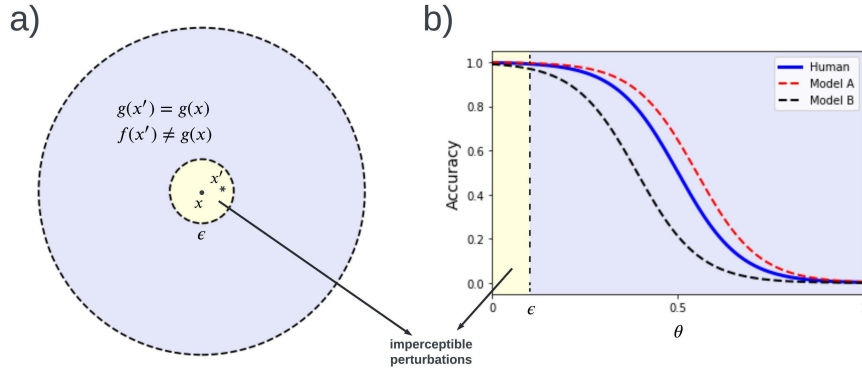 a)
g(x′) = g(x)
f(x′) ≠ g(x)
x′
*
x
ϵ
imperceptible
perturbations
b)
Human
Model A
Model B
1.0
0.8
0.6
0.4
0.2
0.0
Accuracy
0
ϵ
0.5
θ